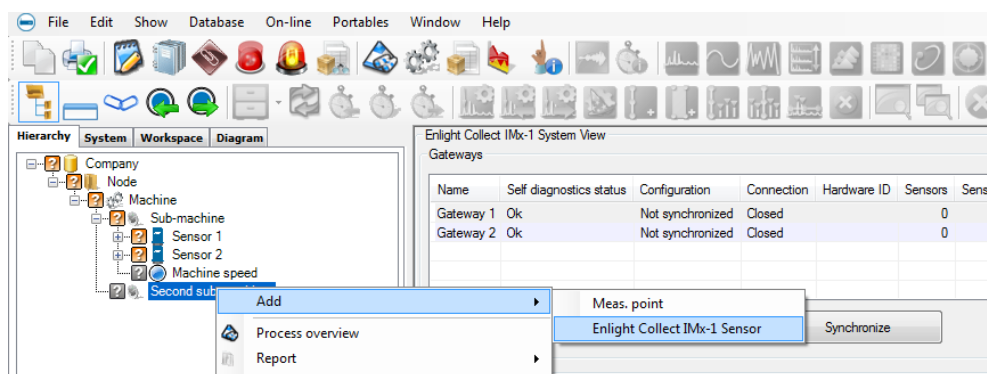 File Edit Show Database On-line Portables Window Help
Hierarchy System Workspace Diagram
Company
Node
Machine
Sub-machine
Sensor 1
Sensor 2
Machine speed
Second sub
Enlight Collect IMx-1 System View
Gateways
Name Self diagnostics status Configuration Connection Hardware ID Sensors Sens
Gateway 1 Ok Not synchronized Closed 0
Gateway 2 Ok Not synchronized Closed 0
Add
Process overview
Report
Meas. point
Enlight Collect IMx-1 Sensor
Synchronize